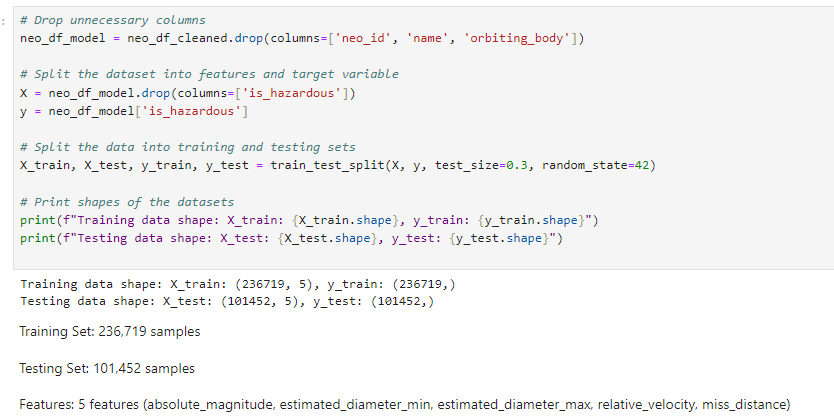 :
# Drop unnecessary columns
neo_df_model = neo_df_cleaned.drop(columns=['neo_id', 'name', 'orbiting_body'])
# Split the dataset into features and target variable
X = neo_df_model.drop(columns=['is_hazardous'])
y = neo_df_model['is_hazardous']
# Split the data into training and testing sets
X_train, X_test, y_train, y_test = train_test_split(X, y, test_size=0.3, random_state=42)
# Print shapes of the datasets
print(f"Training data shape: X_train: {X_train.shape}, y_train: {y_train.shape}")
print(f"Testing data shape: X_test: {X_test.shape}, y_test: {y_test.shape}")
Training data shape: X_train: (236719, 5), y_train: (236719,)
Testing data shape: X_test: (101452, 5), y_test: (101452,)
Training Set: 236,719 samples
Testing Set: 101,452 samples
Features: 5 features (absolute_magnitude, estimated_diameter_min, estimated_diameter_max, relative_velocity, miss_distance)